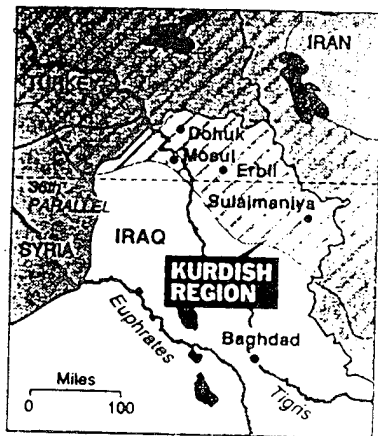 IRAN
TURKEY
Dohuk
Mosul
Erbil
36th
PARALLEL
Sulaimaniya
SYRIA
IRAQ
KURDISH
REGION
Euphrates
Baghdad
Tigris
Miles
0 100